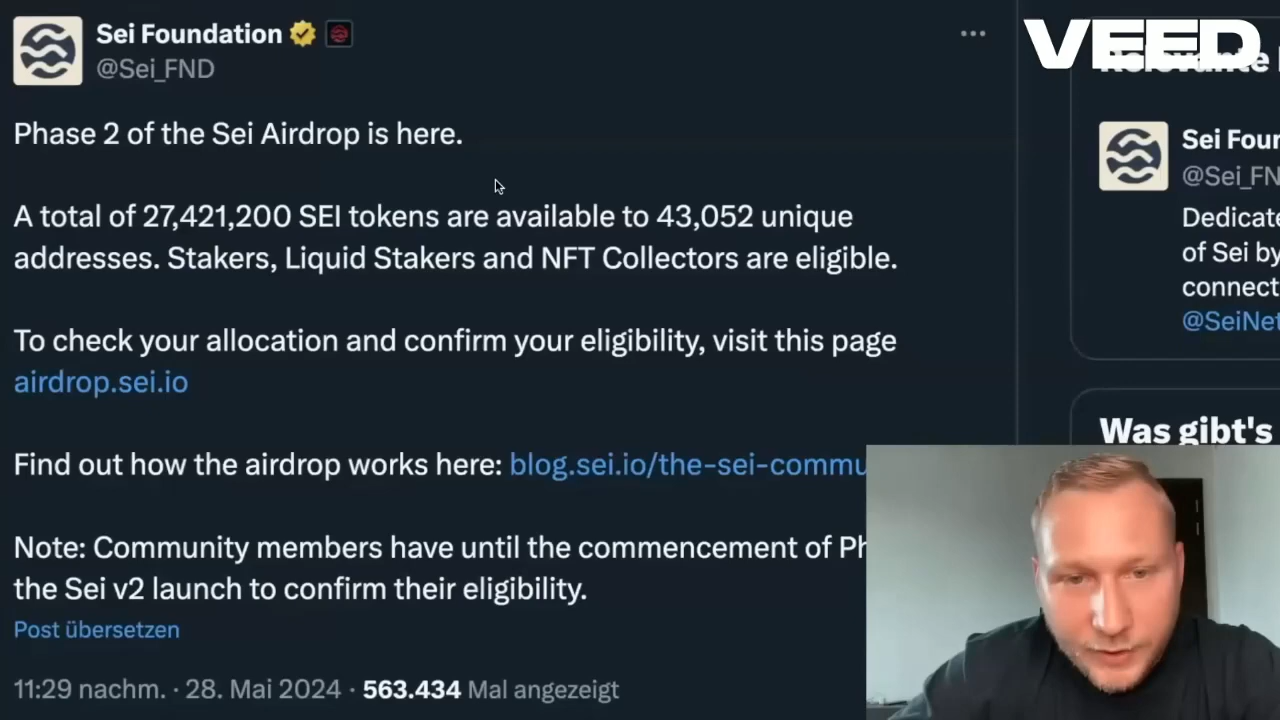 Sei Foundation
@Sei_FND
VEED
Phase 2 of the Sei Airdrop is here.
A total of 27,421,200 SEI tokens are available to 43,052 unique
addresses. Stakers, Liquid Stakers and NFT Collectors are eligible.
To check your allocation and confirm your eligibility, visit this page
airdrop.sei.io
Find out how the airdrop works here: blog.sei.io/the-sei-commu
Note: Community members have until the commencement of Ph
the Sei v2 launch to confirm their eligibility.
Post übersetzen
11:29 nachm. · 28. Mai 2024 · 563.434 Mal angezeigt
Relevante
Sei Four
@Sei_FN
Dedicate
of Sei by
connect
@SeiNet
Was gibt's